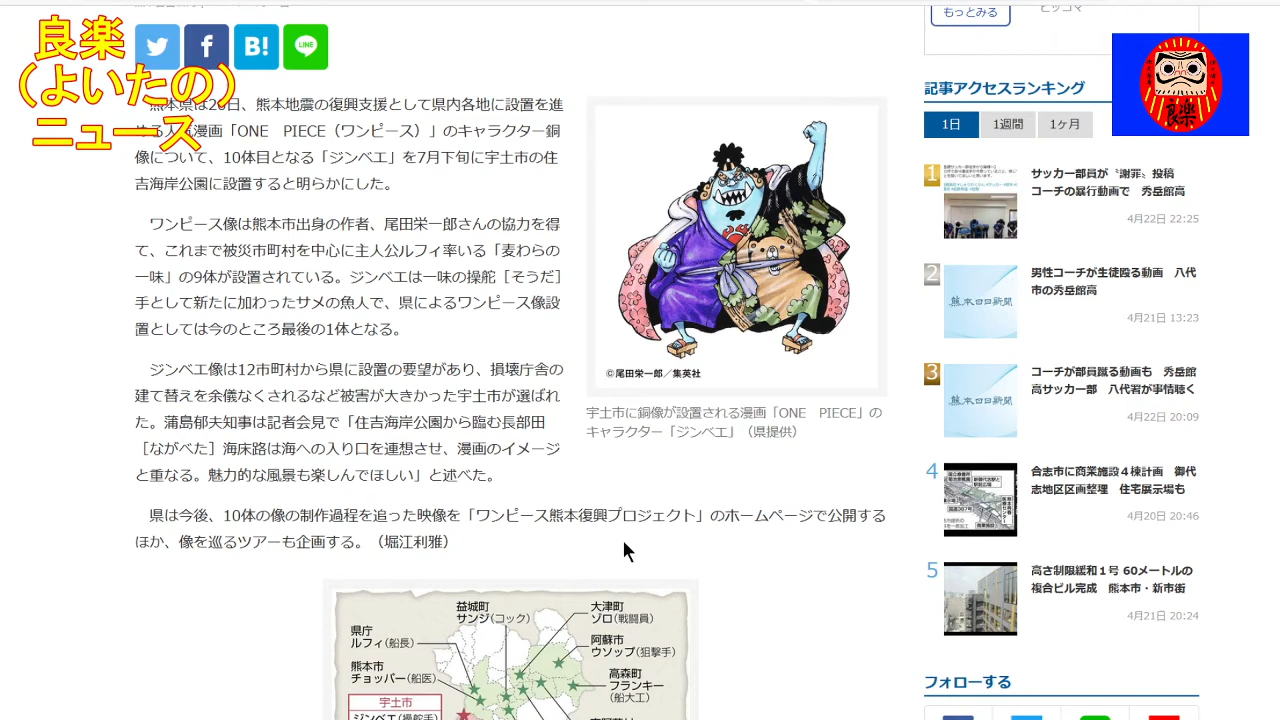 良楽
（よいたの）
ニュース
B!
LINE
熊本県は20日、熊本地震の復興支援として県内各地に設置を進
める人気漫画「ONE　PIECE（ワンピース）」のキャラクター銅
像について、10体目となる「ジンベエ」を7月下旬に宇土市の住
吉海岸公園に設置すると明らかにした。
ワンピース像は熊本市出身の作者、尾田栄一郎さんの協力を得
て、これまで被災市町村を中心に主人公ルフィ率いる「麦わらの
一味」の9体が設置されている。ジンベエは一味の操舵［そうだ］
手として新たに加わったサメの魚人で、県によるワンピース像設
置としては今のところ最後の1体となる。
ジンベエ像は12市町村から県に設置の要望があり、損壊庁舎の
建て替えを余儀なくされるなど被害が大きかった宇土市が選ばれ
た。蒲島郁夫知事は記者会見で「住吉海岸公園から臨む長部田
［ながべた］海床路は海への入り口を連想させ、漫画のイメージ
と重なる。魅力的な風景も楽しんでほしい」と述べた。
県は今後、10体の像の制作過程を追った映像を「ワンピース熊本復興プロジェクト」のホームページで公開する
ほか、像を巡るツアーも企画する。（堀江利雅）
©尾田栄一郎／集英社
宇土市に銅像が設置される漫画「ONE　PIECE」の
キャラクター「ジンベエ」（県提供）
益城町
サンジ（コック）
大津町
ゾロ（戦闘員）
県庁
ルフィ（船長）
阿蘇市
ウソップ（狙撃手）
熊本市
チョッパー（船医）
高森町
フランキー
（船大工）
宇土市
ジンベエ（操舵手）
もっとみる
ピッコマ
良楽
記事アクセスランキング
1日
1週間
1ヶ月
1
サッカー部員が〝謝罪〟投稿
コーチの暴行動画で　秀岳館高
4月22日 22:25
2
熊本日日新聞
男性コーチが生徒殴る動画　八代
市の秀岳館高
4月21日 13:23
3
熊本日日新聞
コーチが部員蹴る動画も　秀岳館
高サッカー部　八代署が事情聴く
4月22日 20:09
4
合志市に商業施設４棟計画　御代
志地区区画整理　住宅展示場も
4月20日 20:46
5
高さ制限緩和１号 60メートルの
複合ビル完成　熊本市・新市街
4月21日 20:24
フォローする